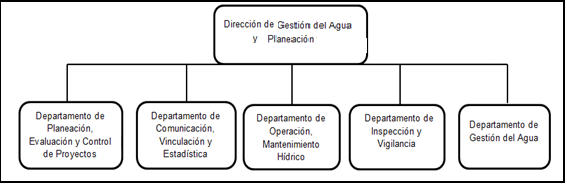 Dirección de Gestión del Agua
y Planeación
Departamento de
Planeación,
Evaluación y Control
de Proyectos
Departamento de
Comunicación,
Vinculación y
Estadística
Departamento de
Operación,
Mantenimiento
Hídrico
Departamento de
Inspección y
Vigilancia
Departamento de
Gestión del Agua